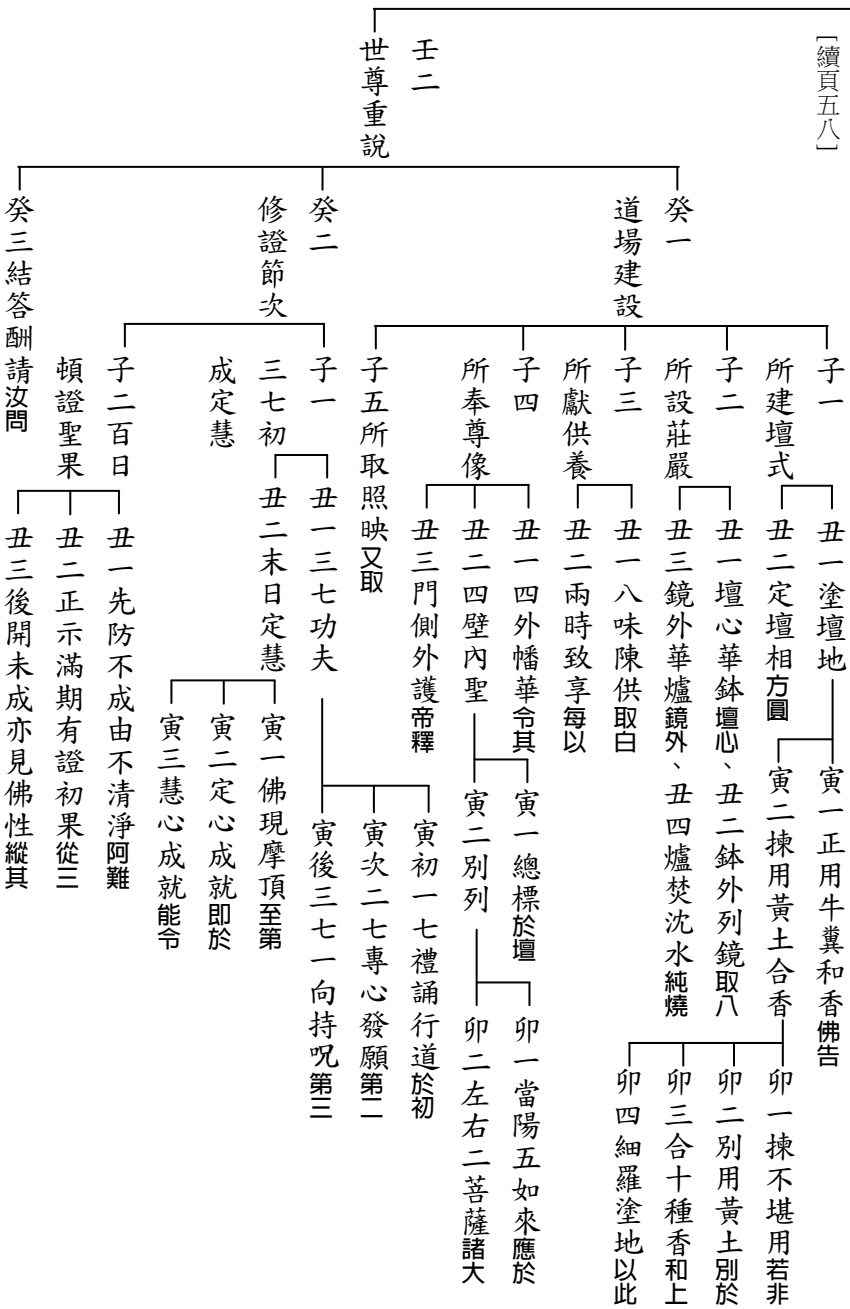 [續頁五八]
壬二
世尊重說
癸一
道場建設
子一
所建壇式
丑一塗壇地
寅一正用牛糞和香佛告
寅二揀用黃土合香
卯一揀不堪用若非
卯二別用黃土別於
卯三合十種香和上
卯四細羅塗地以此
丑二定壇相方圓
子二
所設莊嚴
丑一壇心華鉢壇心、丑二鉢外列鏡取八
丑三鏡外華爐鏡外、丑四爐焚沈水純燒
子三
所獻供養
丑一八味陳供取白
丑二兩時致享每以
子四
所奉尊像
丑一四外幡華令其
丑二四壁內聖
寅一總標於壇
寅二別列
卯一當陽五如來應於
卯二左右二菩薩諸大
丑三門側外護帝釋
子五所取照映又取
癸二
修證節次
子一
三七初
成定慧
丑一三七功夫
寅初一七禮誦行道於初
寅次二七專心發願第二
寅後三七一向持呪第三
丑二末日定慧
寅一佛現摩頂至第
寅二定心成就即於
寅三慧心成就能令
子二百日
頓證聖果
丑一先防不成由不清淨阿難
丑二正示滿期有證初果從三
丑三後開未成亦見佛性縱其
癸三結答酬請汝問